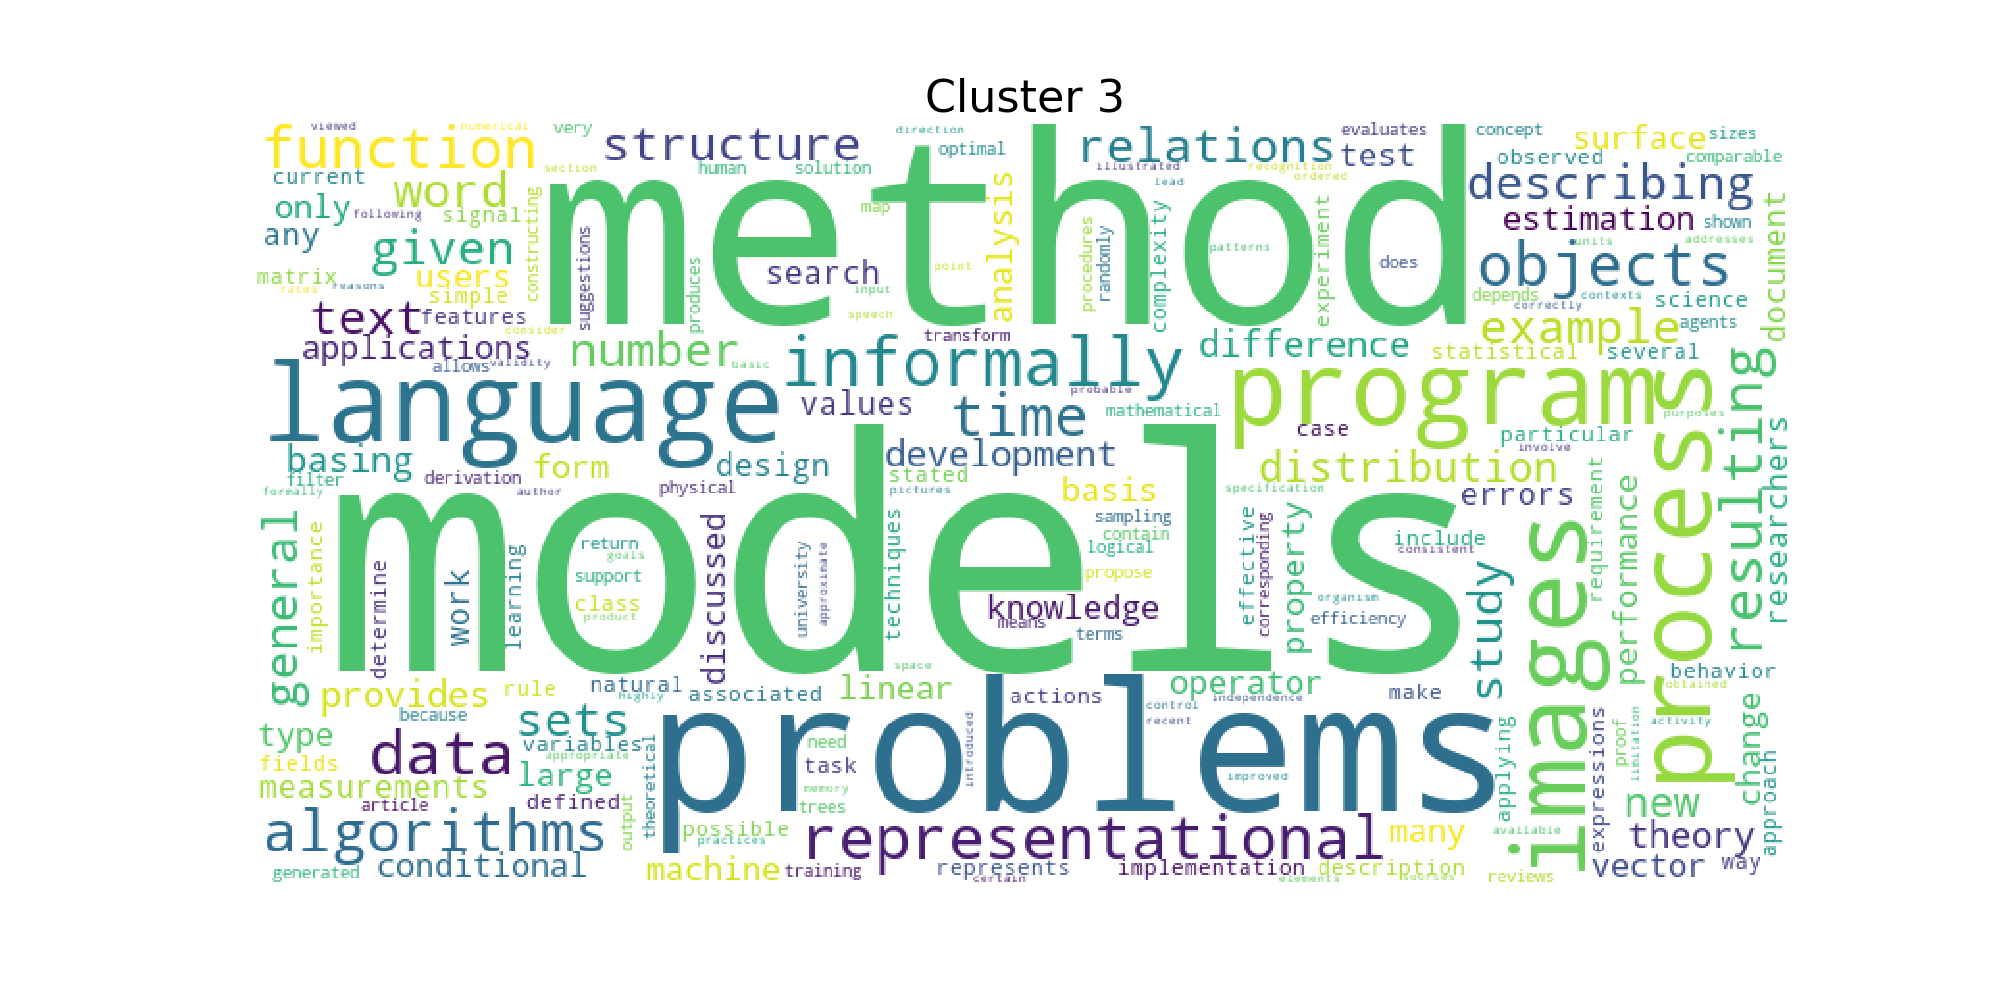 Cluster 3
viewed numerical very direction evaluates concept surface sizes
function structure relations test observed comparable
section human solution optimal illustrated recognition ordered
current word lead describing
only following signal map estimation shown
any given method patterns does units addresses
matrix users search point objects
rates reasons simple input depends contexts science
text features consider speech correctly example agents
constructing suggestions produces analysis procedures randomly complexity experiment document
applications number basic transform difference statistical several
allows validity informally
language values time probable mathematical program purposes
case particular involve
basing development distribution
filter derivation form design stated basis specification errors
formally author physical pictures sampling
models contain include
return goals logical consistent
support propose
class product knowledge organism efficiency
means terms
general importance determine work learning discussed university approximate techniques effective corresponding property study images requirement performance process resulting researchers
space behavior
provides rule natural highly associated linear actions operator independence make obtained
because control recent activity
type sets variables need problems
fields data appropriate task improved
measurements large memory
article defined trees
algorithms possible practices representational many available new theory
conditional machine training represents certain implementation elements description sources reviews vector way
generated
output theoretical introduced applying expressions proof limitation change approach